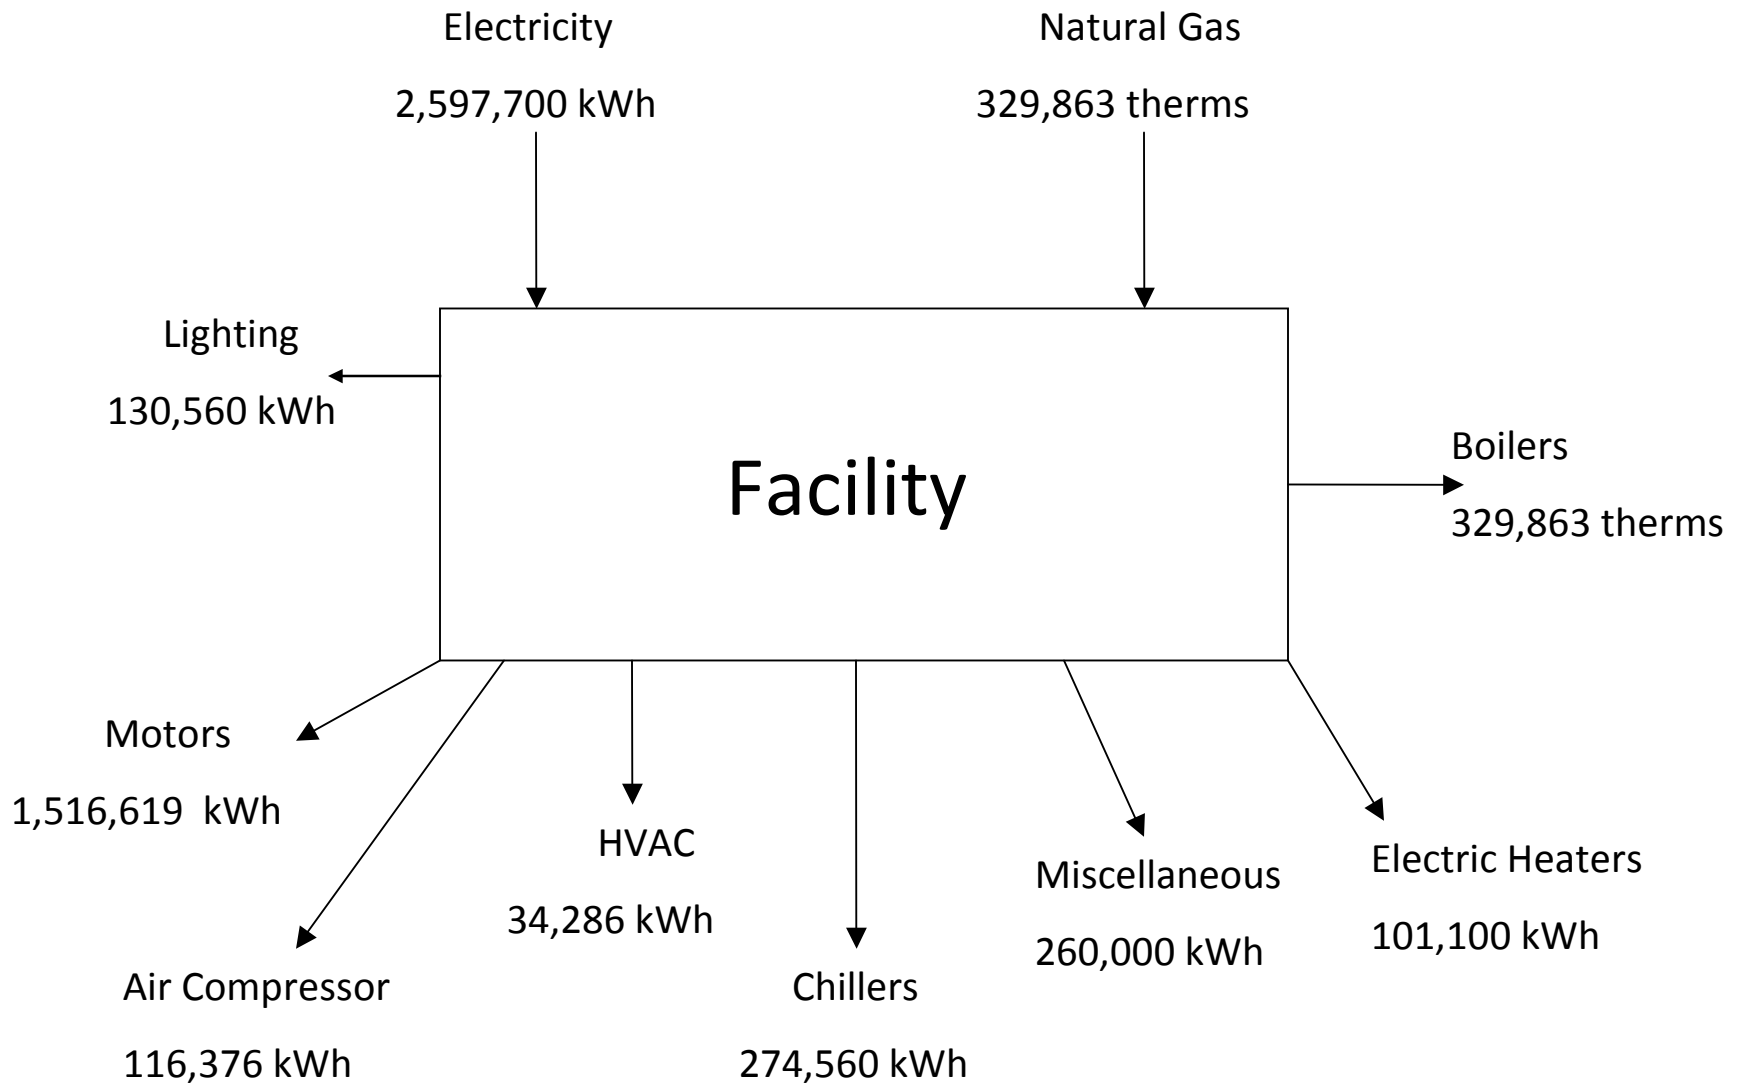 Electricity
2,597,700 kWh
Natural Gas
329,863 therms
Lighting
130,560 kWh
Facility
Boilers
329,863 therms
Motors
1,516,619  kWh
Air Compressor
116,376 kWh
HVAC
34,286 kWh
Chillers
274,560 kWh
Miscellaneous
260,000 kWh
Electric Heaters
101,100 kWh